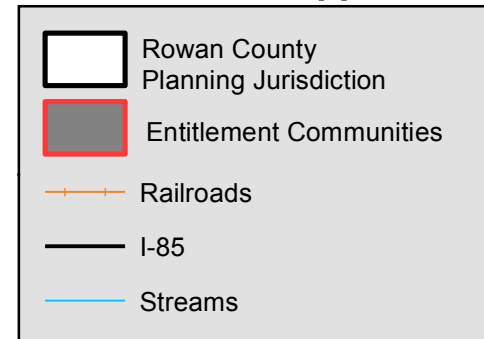 Rowan County
Planning Jurisdiction
Entitlement Communities
Railroads
I-85
Streams